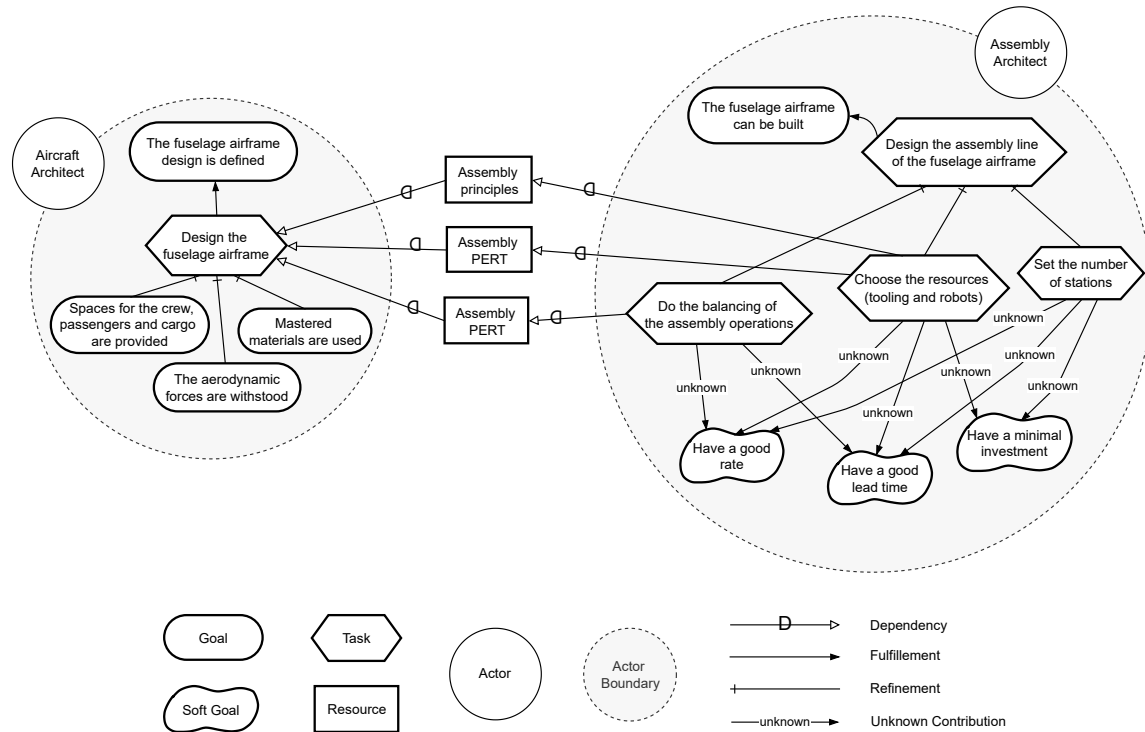 Assembly
Architect
Aircraft
Architect
The fuselage airframe
design is defined
Design the
fuselage airframe
Spaces for the crew,
passengers and cargo
are provided
Mastered
materials are used
The aerodynamic
forces are withstood
D
Assembly
principles
D
D
Assembly
PERT
D
D
Assembly
PERT
D
The fuselage airframe
can be built
Design the assembly line
of the fuselage airframe
Do the balancing of
the assembly operations
Choose the resources
(tooling and robots)
Set the number
of stations
unknown
unknown
unknown
unknown
unknown
unknown
unknown
unknown
Have a good
rate
Have a good
lead time
Have a minimal
investment
Goal
Task
Soft Goal
Resource
Actor
Actor
Boundary
D
Dependency
Fulfillment
Refinement
unknown
Unknown Contribution